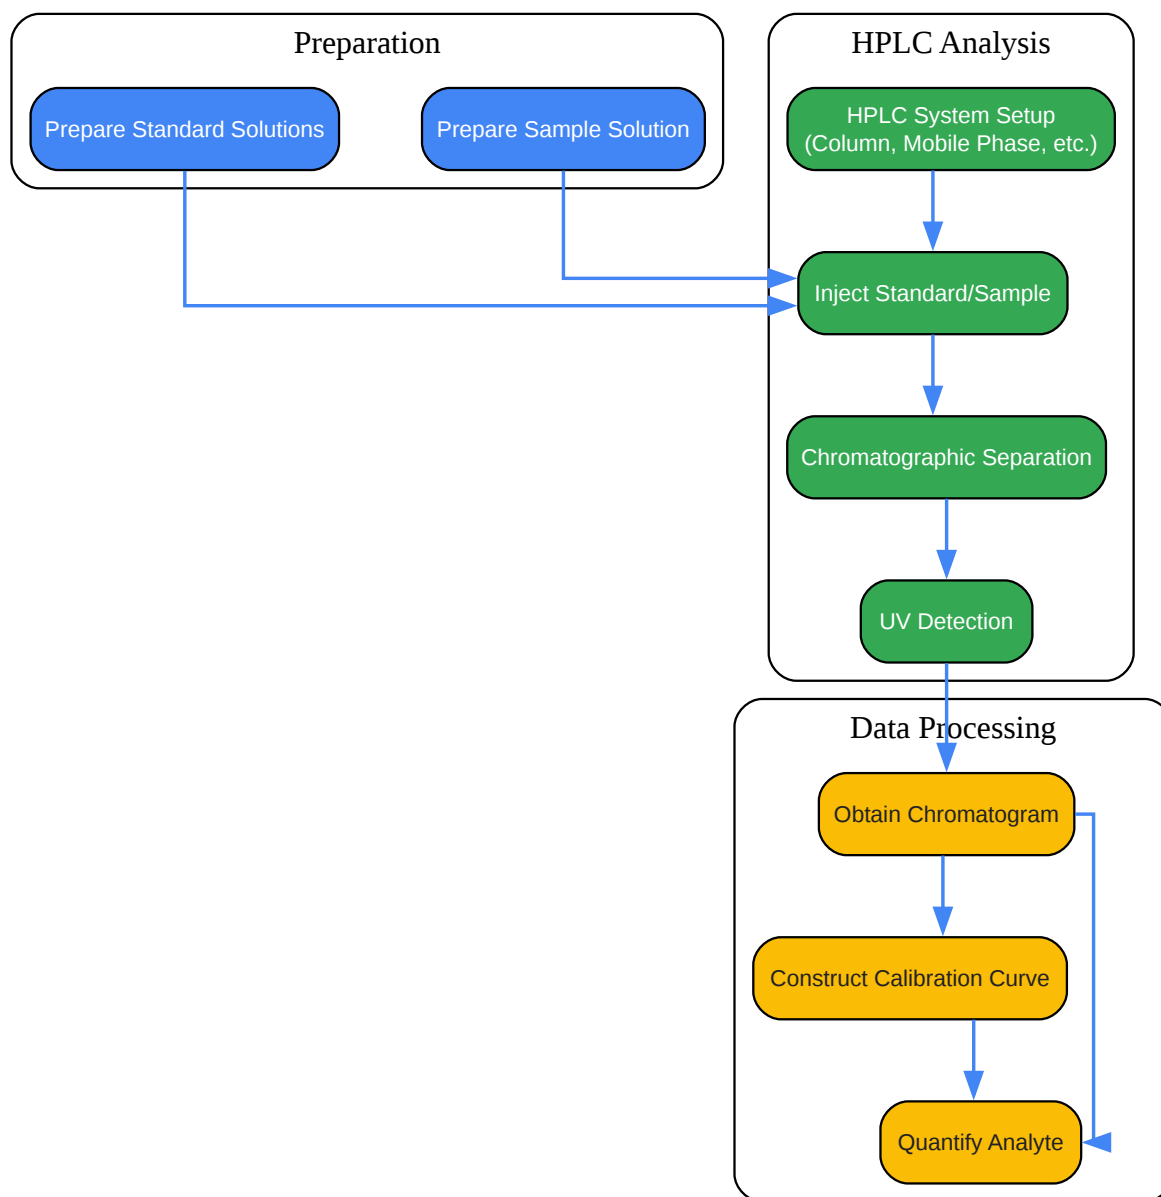 Preparation
Prepare Standard Solutions
Prepare Sample Solution
HPLC Analysis
HPLC System Setup
(Column, Mobile Phase, etc.)
Inject Standard/Sample
Chromatographic Separation
UV Detection
Data Processing
Obtain Chromatogram
Construct Calibration Curve
Quantify Analyte